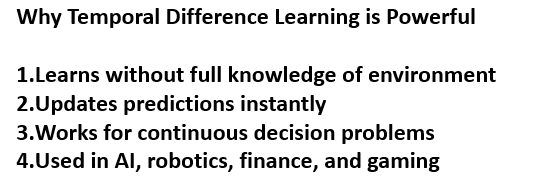 Why Temporal Difference Learning is Powerful
1.Learns without full knowledge of environment
2.Updates predictions instantly
3.Works for continuous decision problems
4.Used in AI, robotics, finance, and gaming